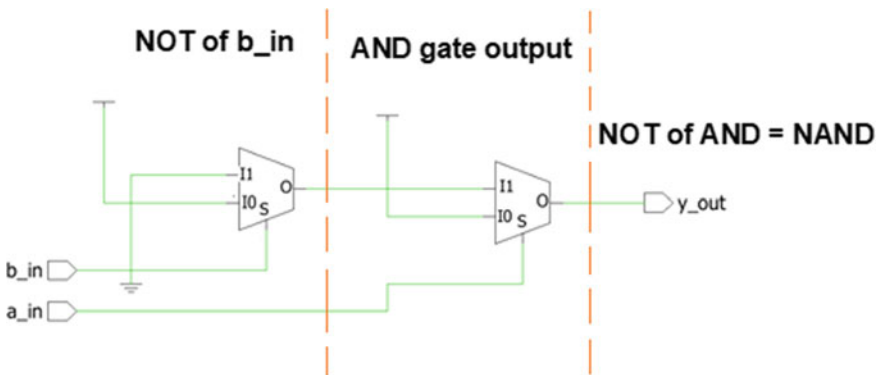 NOT of b_in
AND gate output
NOT of AND = NAND
I1
I0
S
O
I1
I0
S
O
y_out
b_in
a_in